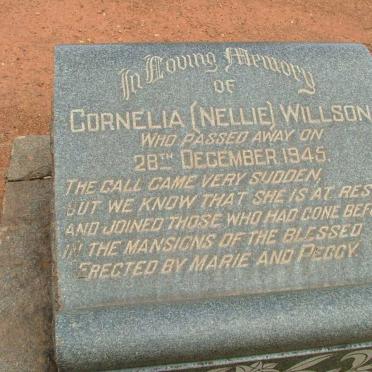 In Loving Memory
OF
CORNELIA (NELLIE) WILLSON
WHO PASSED AWAY ON
28TH DECEMBER 1945.
THE CALL CAME VERY SUDDEN,
BUT WE KNOW THAT SHE IS AT RES
AND JOINED THOSE WHO HAD GONE BEF
IN THE MANSIONS OF THE BLESSED
ERECTED BY MARIE AND PEGGY